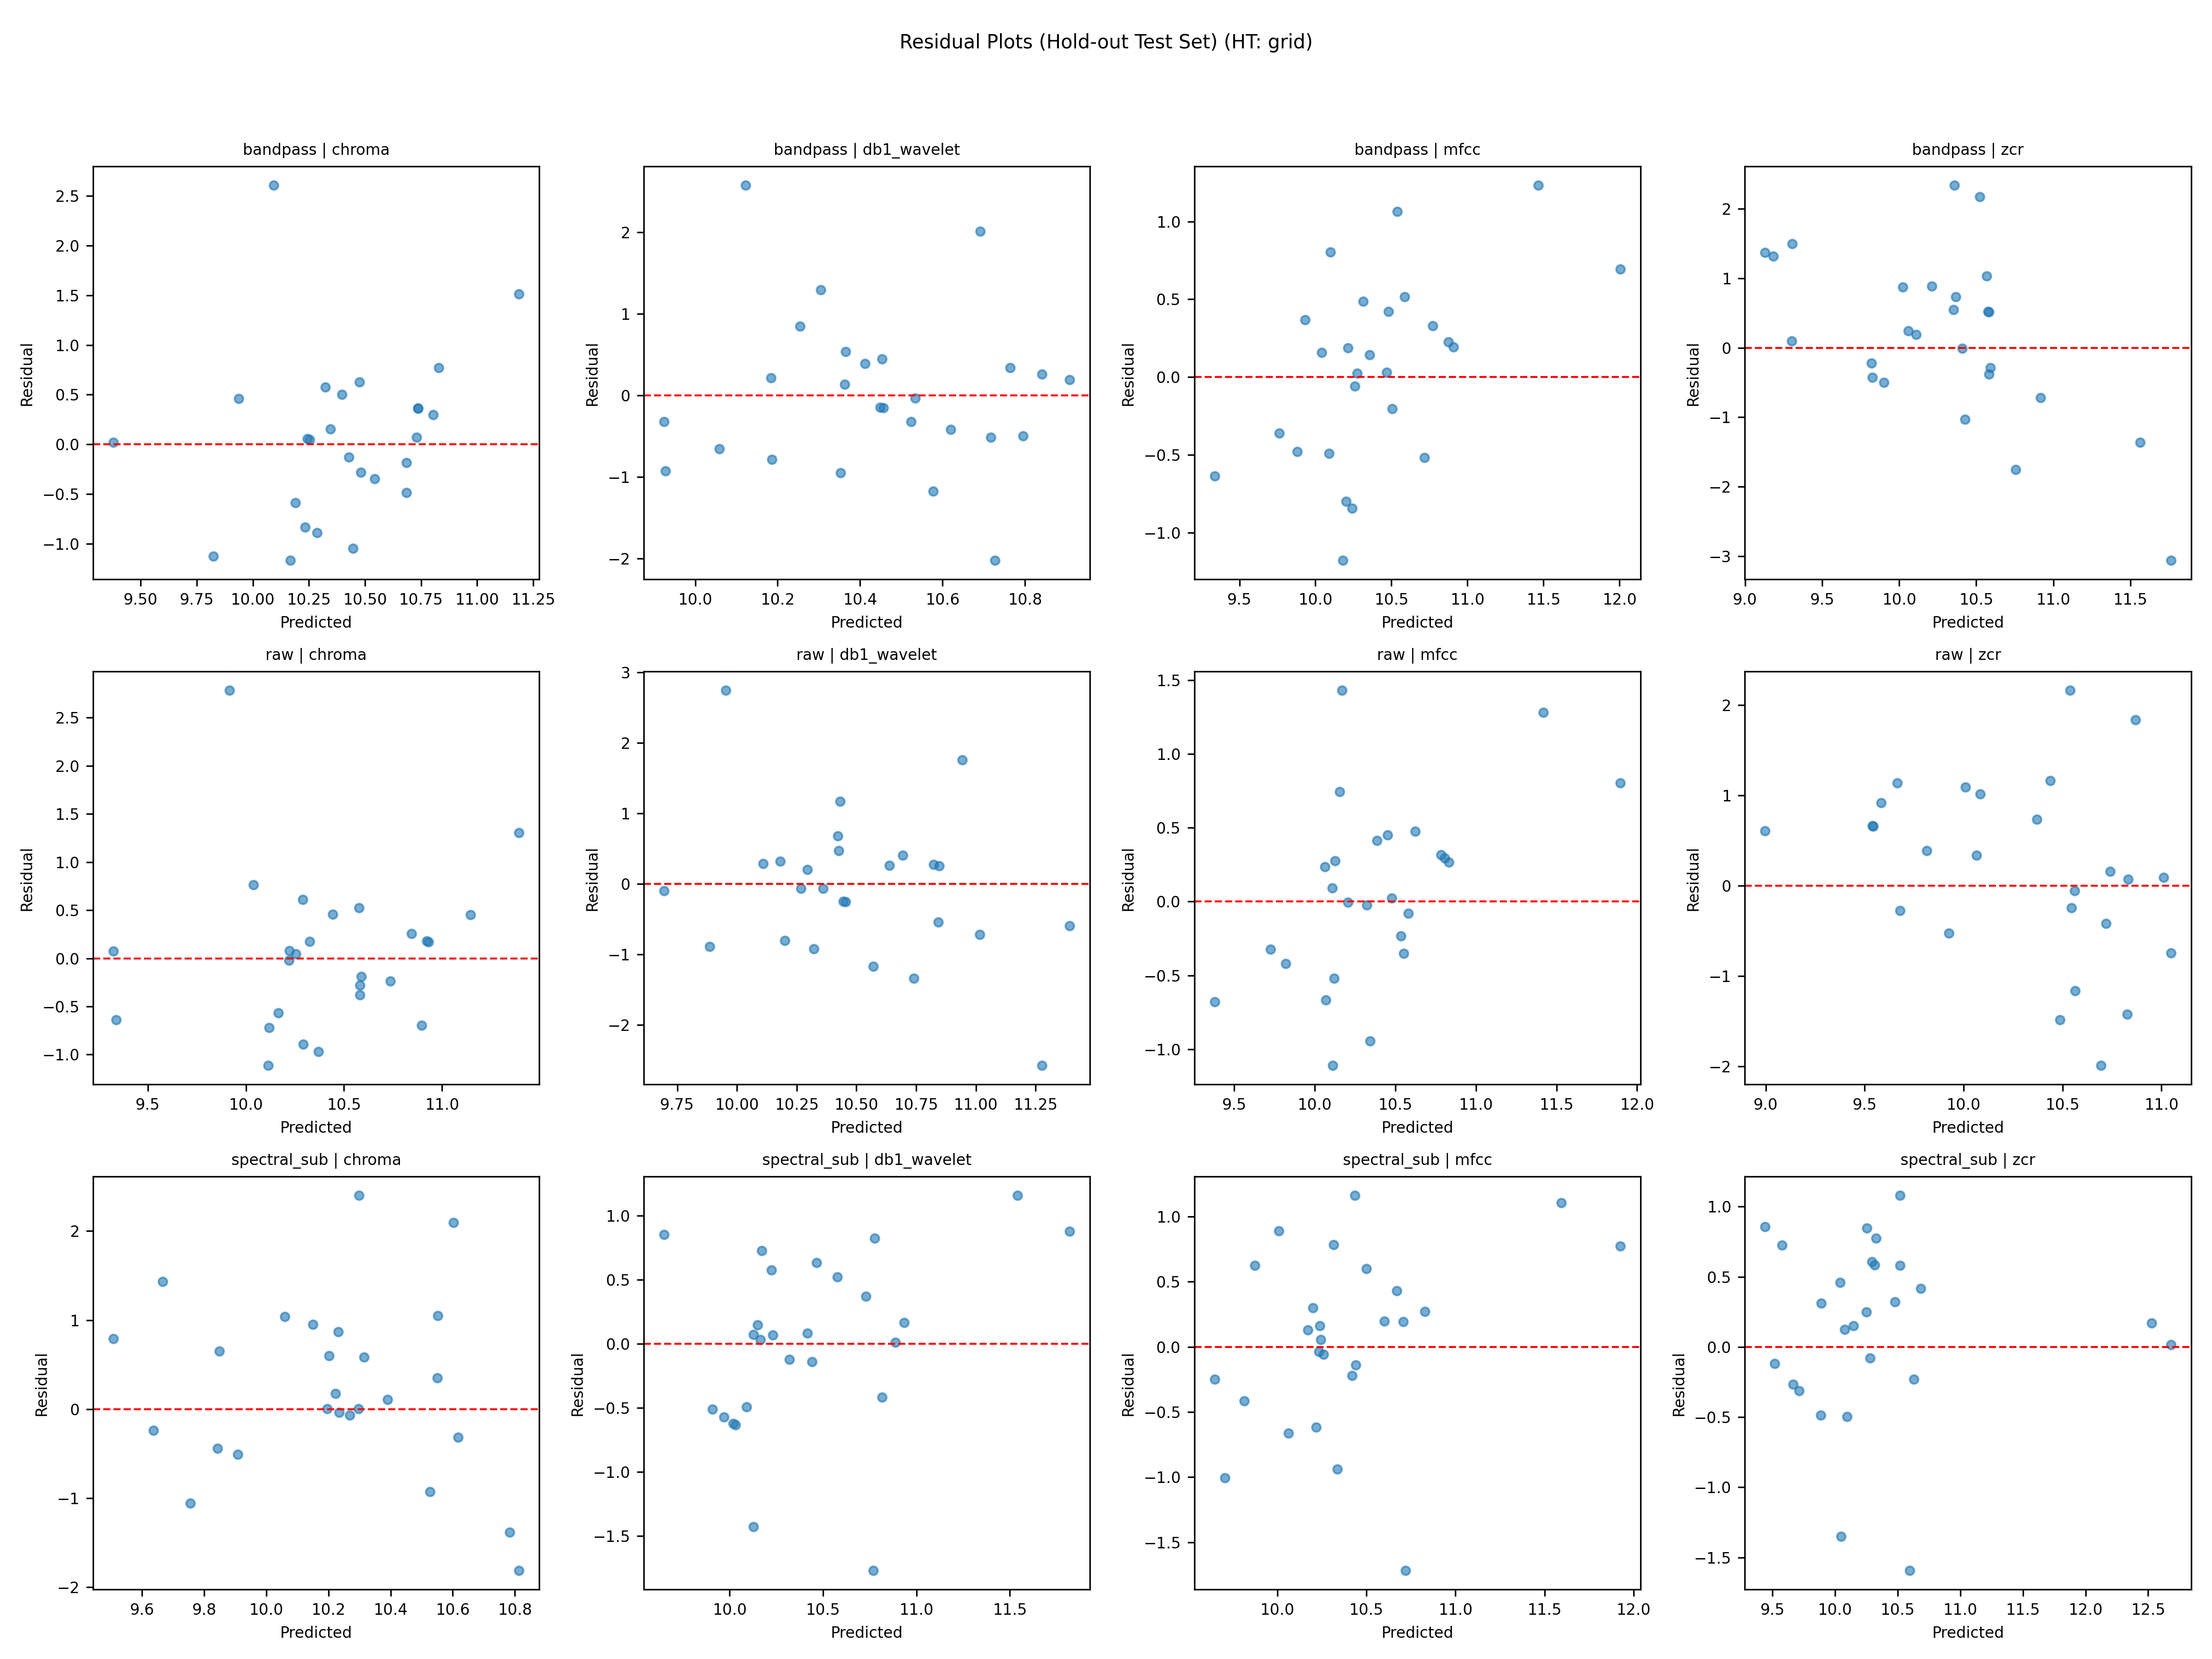 Residual Plots (Hold-out Test Set) (HT: grid)
bandpass | chroma
2.5
2.0
1.5
1.0
0.5
0.0
−0.5
−1.0
Residual
9.50 9.75 10.00 10.25 10.50 10.75 11.00 11.25
Predicted
bandpass | db1_wavelet
2
1
0
−1
−2
Residual
10.0 10.2 10.4 10.6 10.8
Predicted
bandpass | mfcc
1.0
0.5
0.0
−0.5
−1.0
Residual
9.5 10.0 10.5 11.0 11.5 12.0
Predicted
bandpass | zcr
2
1
0
−1
−2
−3
Residual
9.0 9.5 10.0 10.5 11.0 11.5
Predicted
raw | chroma
2.5
2.0
1.5
1.0
0.5
0.0
−0.5
−1.0
Residual
9.5 10.0 10.5 11.0
Predicted
raw | db1_wavelet
3
2
1
0
−1
−2
Residual
9.75 10.00 10.25 10.50 10.75 11.00 11.25
Predicted
raw | mfcc
1.5
1.0
0.5
0.0
−0.5
−1.0
Residual
9.5 10.0 10.5 11.0 11.5 12.0
Predicted
raw | zcr
2
1
0
−1
−2
Residual
9.0 9.5 10.0 10.5 11.0
Predicted
spectral_sub | chroma
2
1
0
−1
−2
Residual
9.6 9.8 10.0 10.2 10.4 10.6 10.8
Predicted
spectral_sub | db1_wavelet
1.0
0.5
0.0
−0.5
−1.0
−1.5
Residual
10.0 10.5 11.0 11.5
Predicted
spectral_sub | mfcc
1.0
0.5
0.0
−0.5
−1.0
−1.5
Residual
10.0 10.5 11.0 11.5 12.0
Predicted
spectral_sub | zcr
1.0
0.5
0.0
−0.5
−1.0
−1.5
Residual
9.5 10.0 10.5 11.0 11.5 12.0 12.5
Predicted